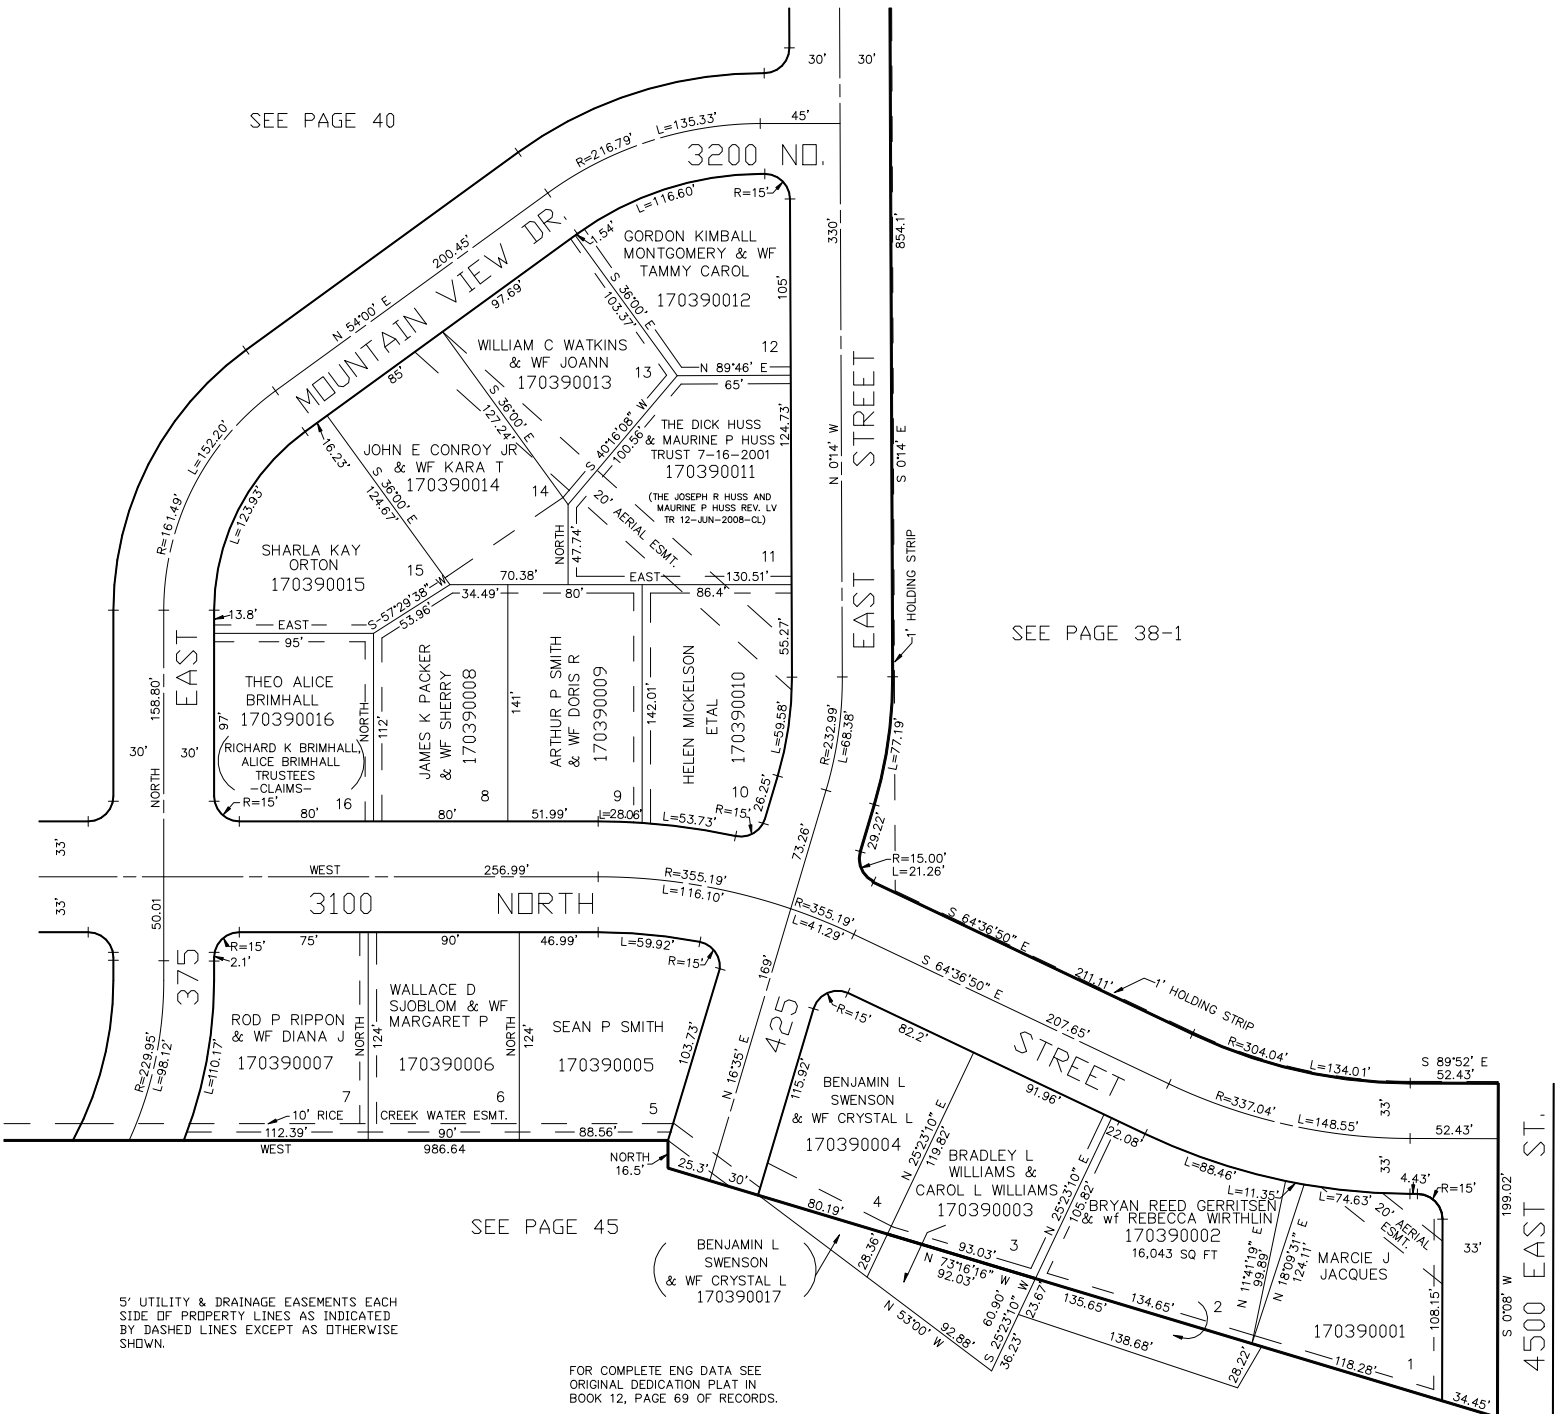 SEE PAGE 40
30'
30'
45'
L=135.33'
R=216.79'
3200 NO.
R=15'
L=116.60'
1.54'
GORDON KIMBALL
MONTGOMERY & WF
TAMMY CAROL
170390012
105'
12
330'
854.1'
MOUNTAIN VIEW DR.
200.45'
N 54°00' E
97.69'
S 36°00' E
103.37'
N 89°46' E
65'
WILLIAM C WATKINS
& WF JOANN
170390013
13
85'
S 36°00' E
127.24'
S 40°16'08" W
100.56'
THE DICK HUSS
& MAURINE P HUSS
TRUST 7-16-2001
170390011
(THE JOSEPH R HUSS AND
MAURINE P HUSS REV. LV
TR 12-JUN-2008-CL)
124.73'
11
20' AERIAL ESMT.
EAST STREET
EAST
N 0°14' W
S 0°14' E
1' HOLDING STRIP
SEE PAGE 38-1
JOHN E CONROY JR
& WF KARA T
170390014
14
16.23'
S 36°00' E
124.67'
L=152.20'
R=161.49'
L=123.93'
SHARLA KAY
ORTON
170390015
15
NORTH
47.74'
70.38'
EAST
130.51'
34.49'
80'
86.4'
S 57°29'38" W
53.96'
13.8'
EAST
95'
EAST
THEO ALICE
BRIMHALL
170390016
(RICHARD K BRIMHALL,
ALICE BRIMHALL
TRUSTEES
-CLAIMS-)
R=15'
80'
16
97'
158.80'
NORTH
30'
30'
NORTH
112'
JAMES K PACKER
& WF SHERRY
170390008
8
80'
141'
ARTHUR P SMITH
& WF DORIS R
170390009
9
51.99'
L=28.06'
142.01'
HELEN MICKELSON
ETAL
170390010
10
L=53.73'
R=15'
26.25'
L=59.58'
55.27'
R=232.99'
L=68.38'
L=77.19'
29.22'
73.26'
R=15.00'
L=21.26'
33'
33'
WEST
256.99'
3100 NORTH
R=355.19'
L=116.10'
R=355.19'
L=41.29'
S 64°36'50" E
211.11'
1' HOLDING STRIP
S 64°36'50" E
207.65'
R=304.04'
L=134.01'
S 89°52' E
52.43'
50.01
375
R=15'
2.1'
75'
90'
46.99'
L=59.92'
R=15'
ROD P RIPPON
& WF DIANA J
170390007
7
NORTH
124'
WALLACE D
SJOBLOM & WF
MARGARET P
170390006
6
NORTH
124'
SEAN P SMITH
170390005
5
103.73'
R=229.95'
L=98.12'
L=110.17'
10' RICE CREEK WATER ESMT.
112.39'
90'
88.56'
WEST
986.64
NORTH
16.5'
25.3'
30'
169'
N 16°35' E
425
115.92'
R=15'
82.2'
STREET
BENJAMIN L
SWENSON
& WF CRYSTAL L
170390004
4
80.19'
N 25°23'10" E
119.82'
91.96'
BRADLEY L
WILLIAMS &
CAROL L WILLIAMS
170390003
3
93.03'
N 73°16'16" W
92.03'
22.08'
N 25°23'10" E
105.82'
L=88.46'
BRYAN REED GERRITSEN
& wf REBECCA WIRTHLIN
170390002
16,043 SQ FT
2
L=11.35'
R=337.04'
L=148.55'
52.43'
33'
33'
4.43'
R=15'
L=74.63'
20' AERIAL
ESMT.
33'
N 11°41'19" E
99.89'
N 18°09'31" E
124.11'
MARCIE J
JACQUES
170390001
1
108.15'
118.28'
34.45'
199.02'
S 0°08' W
4500 EAST ST.
SEE PAGE 45
(BENJAMIN L
SWENSON
& WF CRYSTAL L
170390017)
28.36'
N 53°00' W
92.88'
60.90'
S 25°23'10" W
36.23'
23.67'
135.65'
134.65'
138.68'
28.22'
5' UTILITY & DRAINAGE EASEMENTS EACH
SIDE OF PROPERTY LINES AS INDICATED
BY DASHED LINES EXCEPT AS OTHERWISE
SHOWN.
FOR COMPLETE ENG DATA SEE
ORIGINAL DEDICATION PLAT IN
BOOK 12, PAGE 69 OF RECORDS.